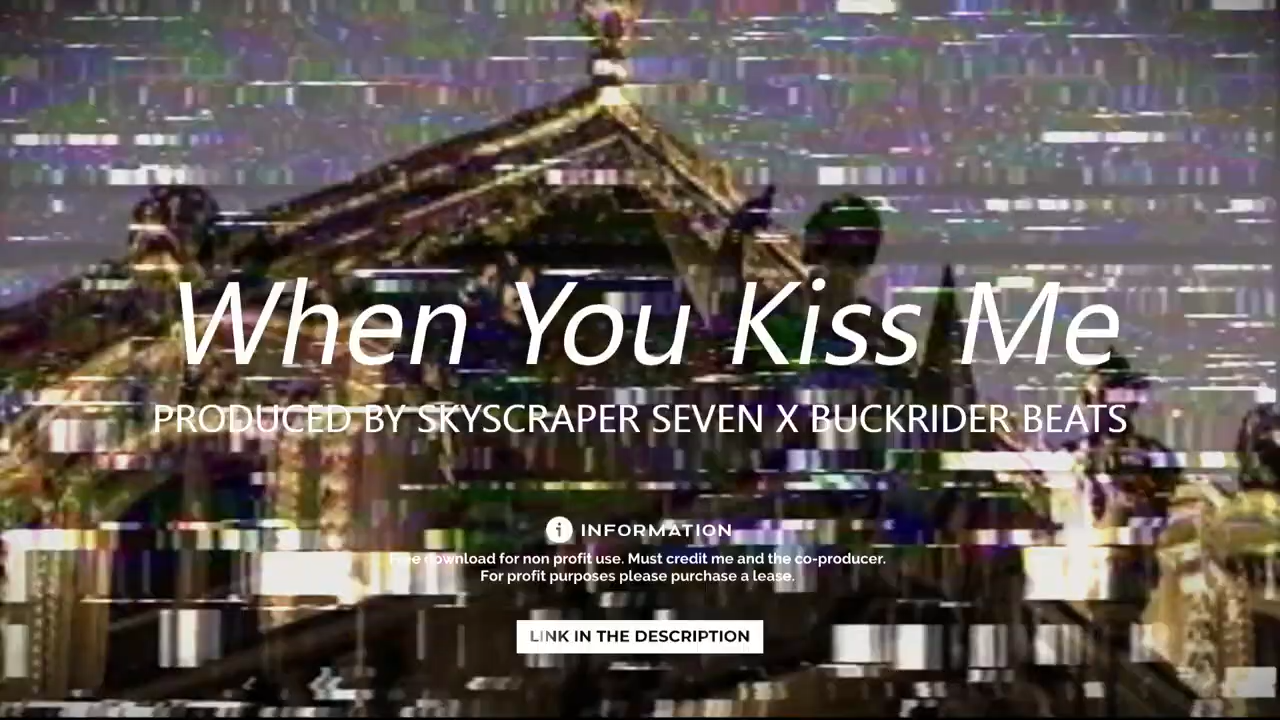 When You Kiss Me
PRODUCED BY SKYSCRAPER SEVEN X BUCKRIDER BEATS
i INFORMATION
Free download for non profit use. Must credit me and the co-producer.
For profit purposes please purchase a lease.
LINK IN THE DESCRIPTION